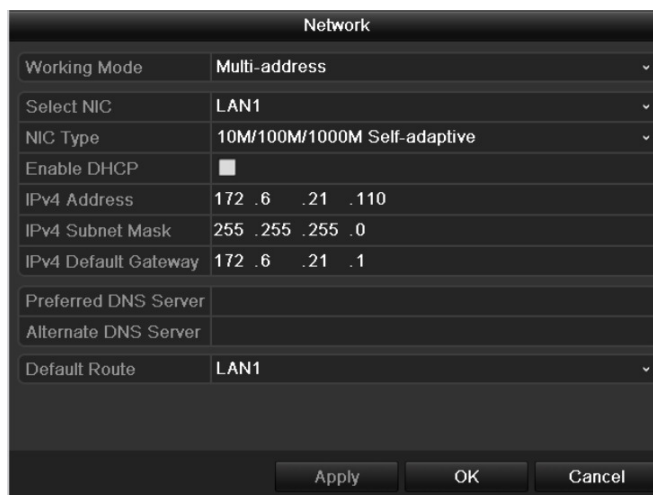 Network
Working Mode Multi-address
Select NIC LAN1
NIC Type 10M/100M/1000M Self-adaptive
Enable DHCP
IPv4 Address 172 .6 .21 .110
IPv4 Subnet Mask 255 .255 .255 .0
IPv4 Default Gateway 172 .6 .21 .1
Preferred DNS Server
Alternate DNS Server
Default Route LAN1
Apply OK Cancel